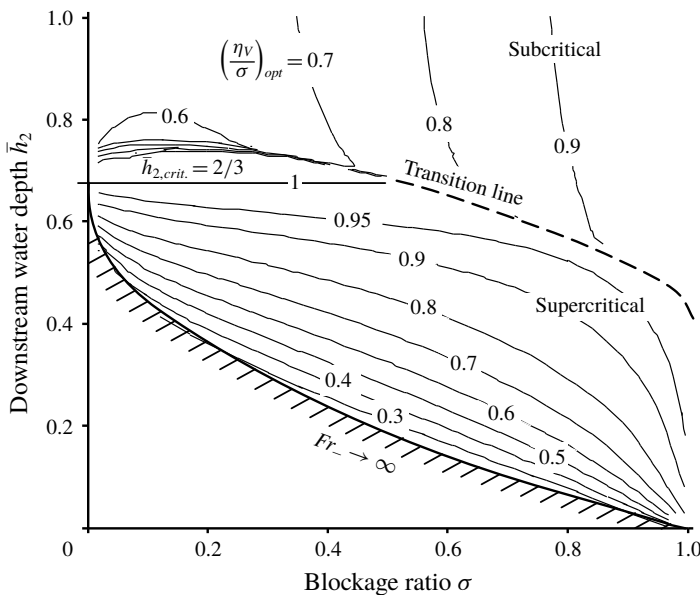 1.0
Subcritical
(η_V/σ)_opt = 0.7
0.8
0.6
0.8
0.9
h̄_2,crit. = 2/3
1
Transition line
0.6
0.95
0.9
Supercritical
0.8
0.4
0.7
0.4
0.6
0.3
0.2
0.5
Fr_− → ∞
0
0.2
0.4
0.6
0.8
1.0
Blockage ratio σ
Downstream water depth h̄_2